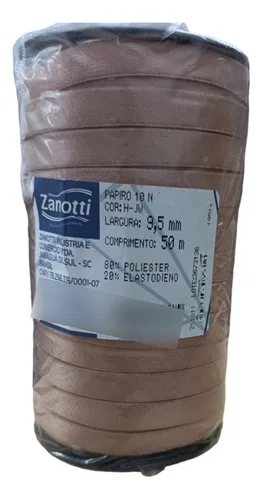 Zanotti
PAPIRO 10 N
COR: H-JW
LARGURA: 9,5 mm
COMPRIMENTO: 50 m
80% POLIESTER
20% ELASTODIENO
ZANOTTI INDUSTRIA E
COMERCIO LTDA.
JARAGUA DO SUL - SC
BRASIL